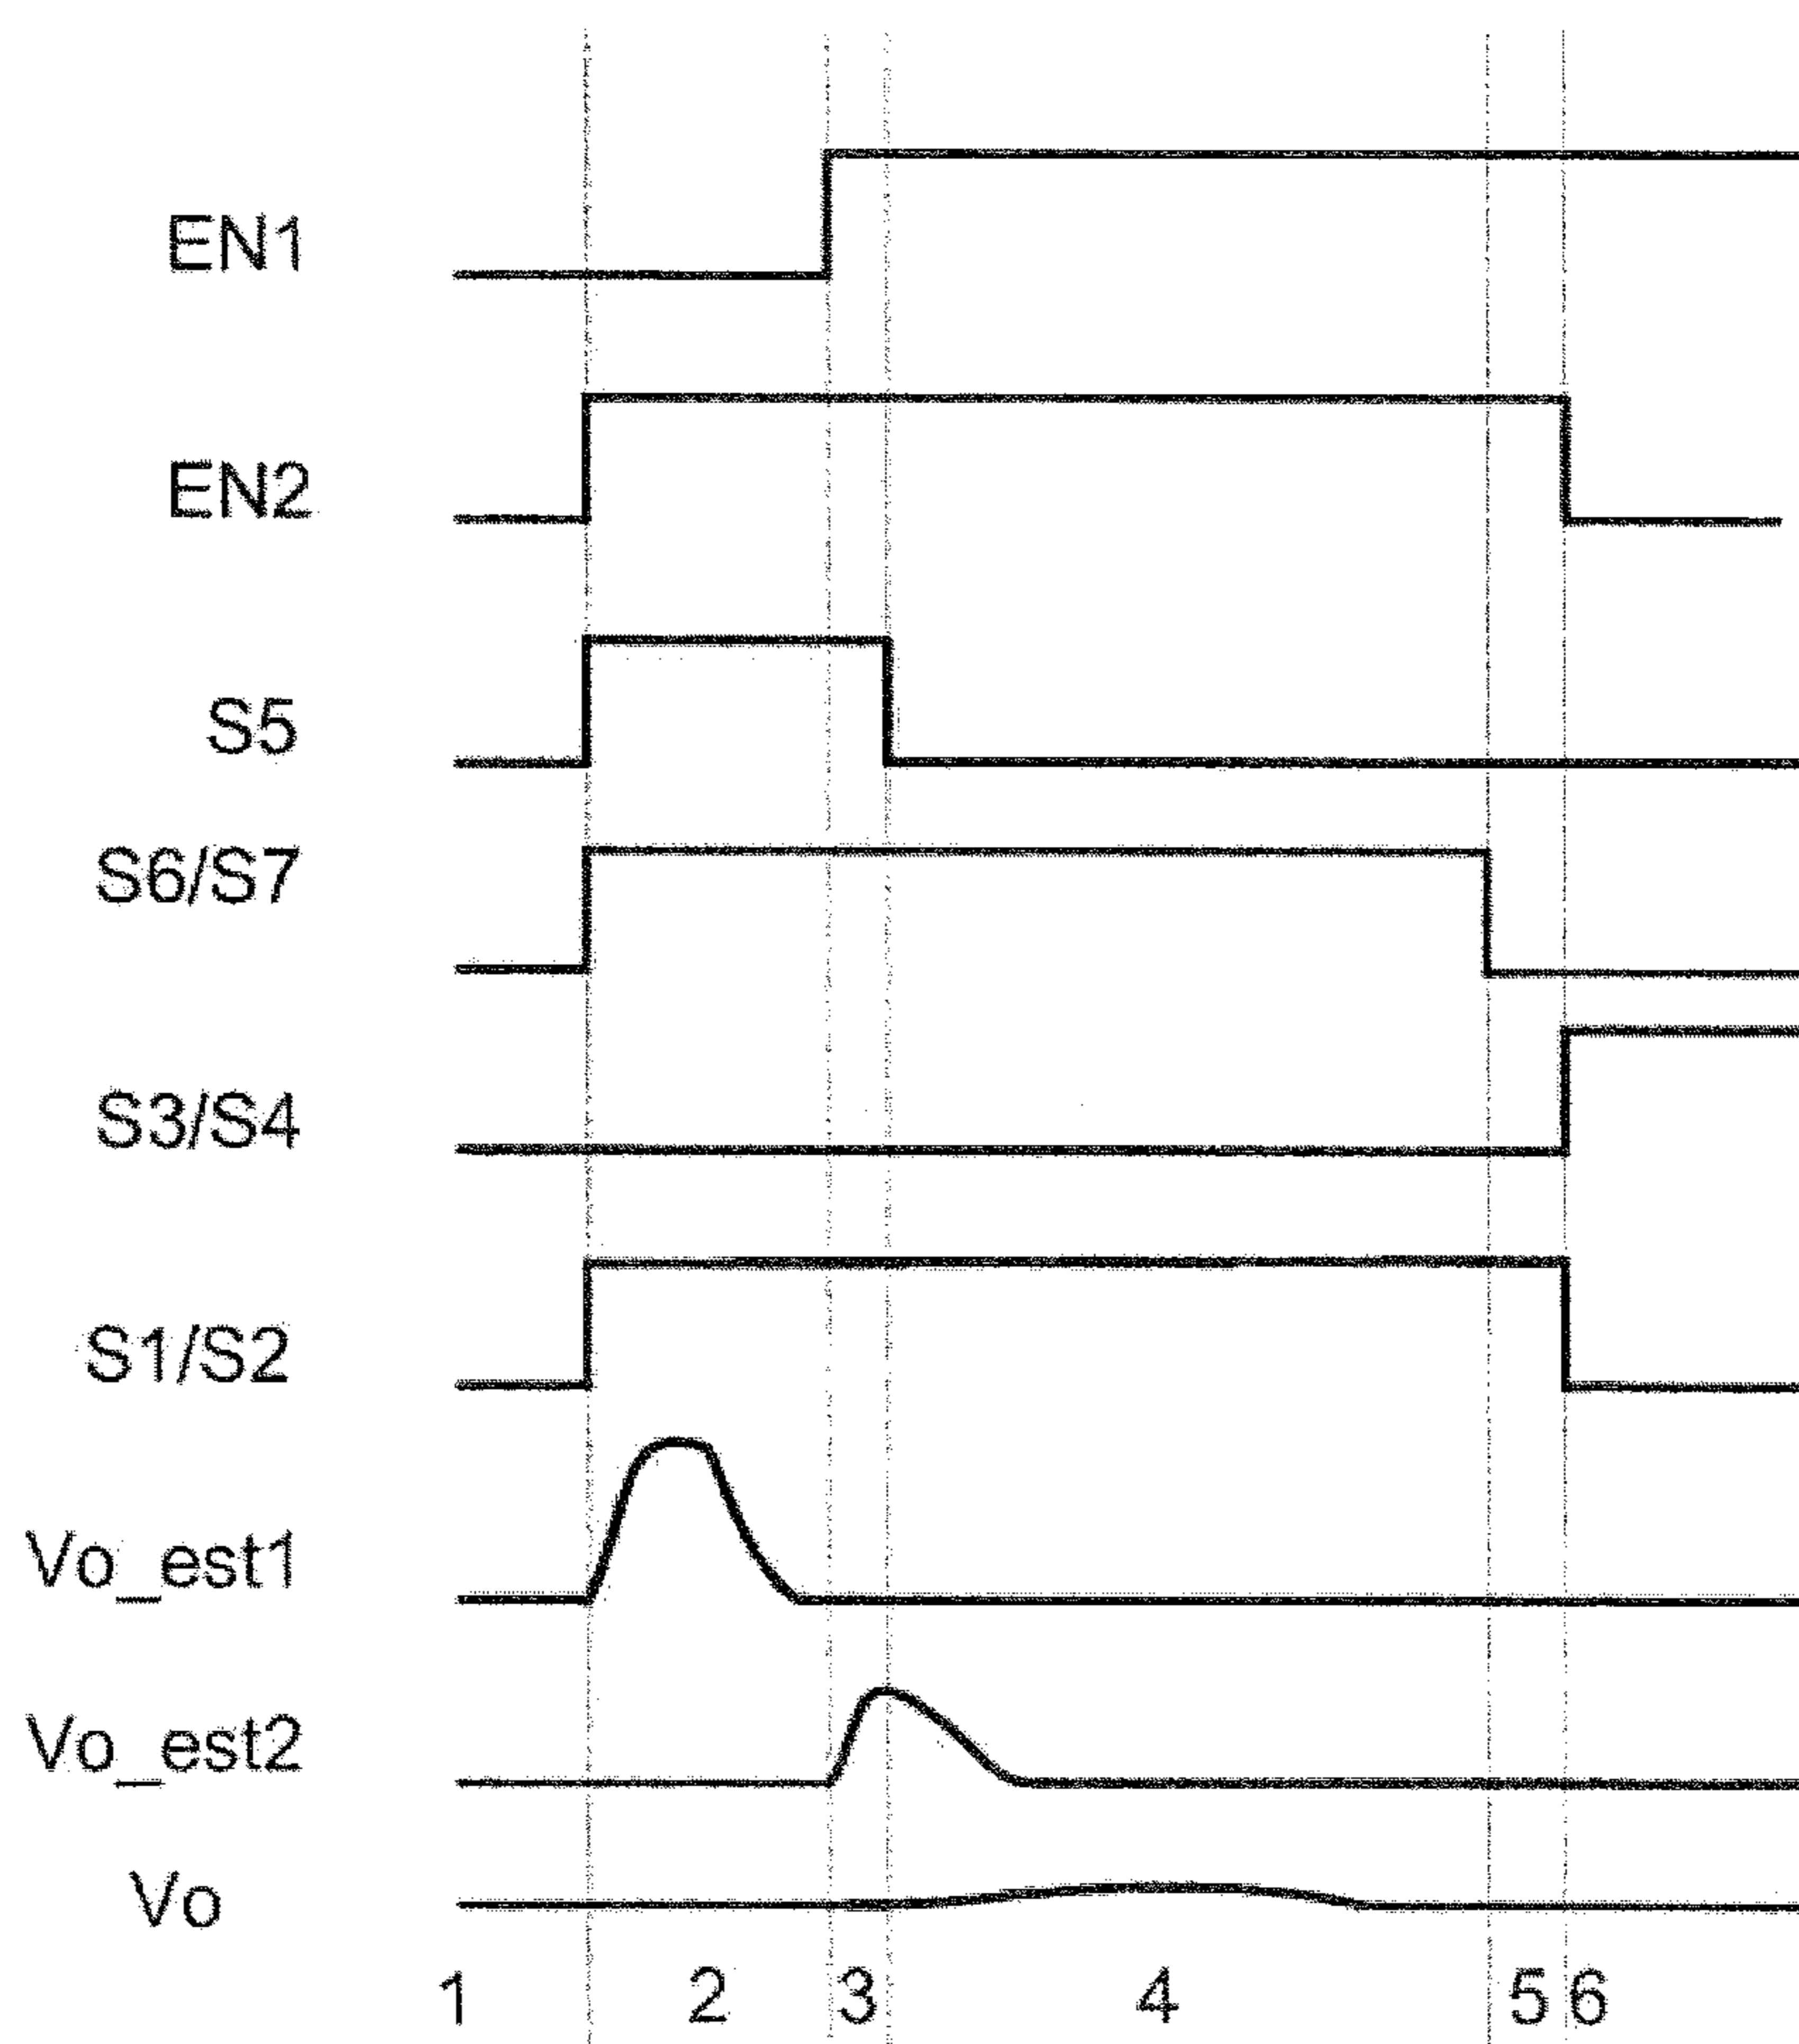 EN1
EN2
S5
S6/S7
S3/S4
S1/S2
Vo_est1
Vo_est2
Vo
1 2 3 4 5 6